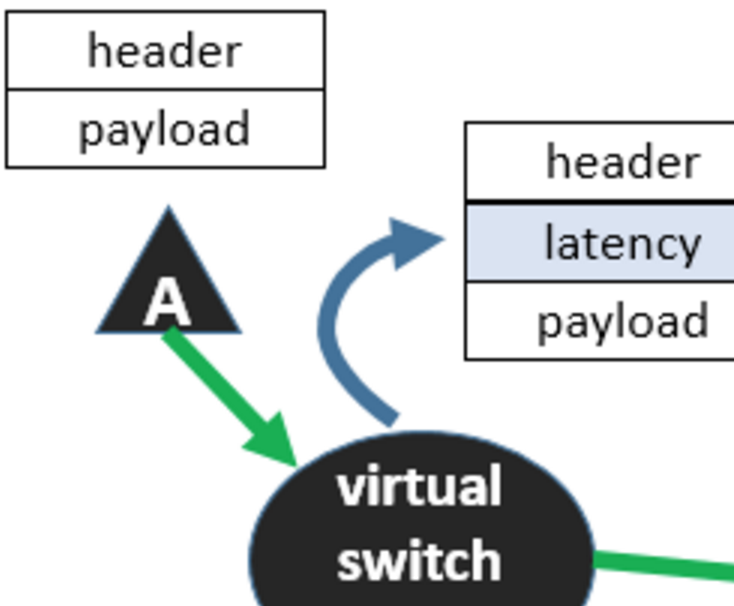 header
payload
header
latency
payload
A
virtual
switch